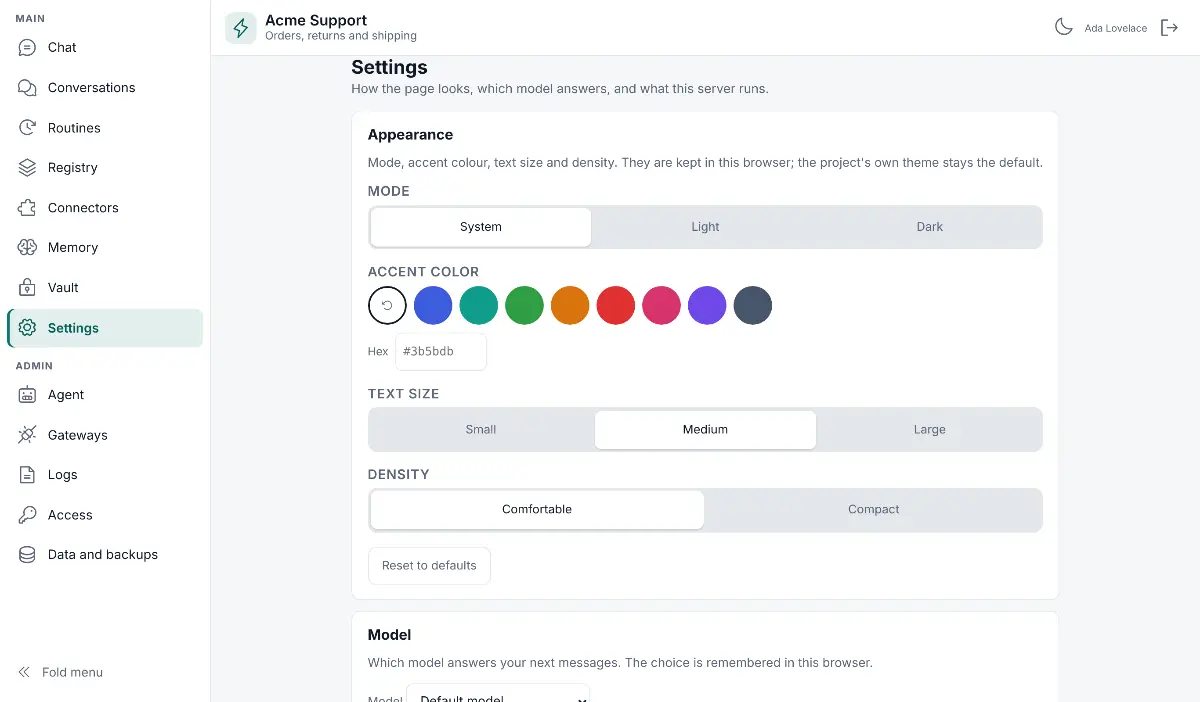 MAIN
Chat
Conversations
Routines
Registry
Connectors
Memory
Vault
Settings
ADMIN
Agent
Gateways
Logs
Access
Data and backups
Fold menu
Acme Support
Orders, returns and shipping
Ada Lovelace
Settings
How the page looks, which model answers, and what this server runs.
Appearance
Mode, accent colour, text size and density. They are kept in this browser; the project's own theme stays the default.
MODE
System Light Dark
ACCENT COLOR
Hex #3b5bdb
TEXT SIZE
Small Medium Large
DENSITY
Comfortable Compact
Reset to defaults
Model
Which model answers your next messages. The choice is remembered in this browser.
Model Default model